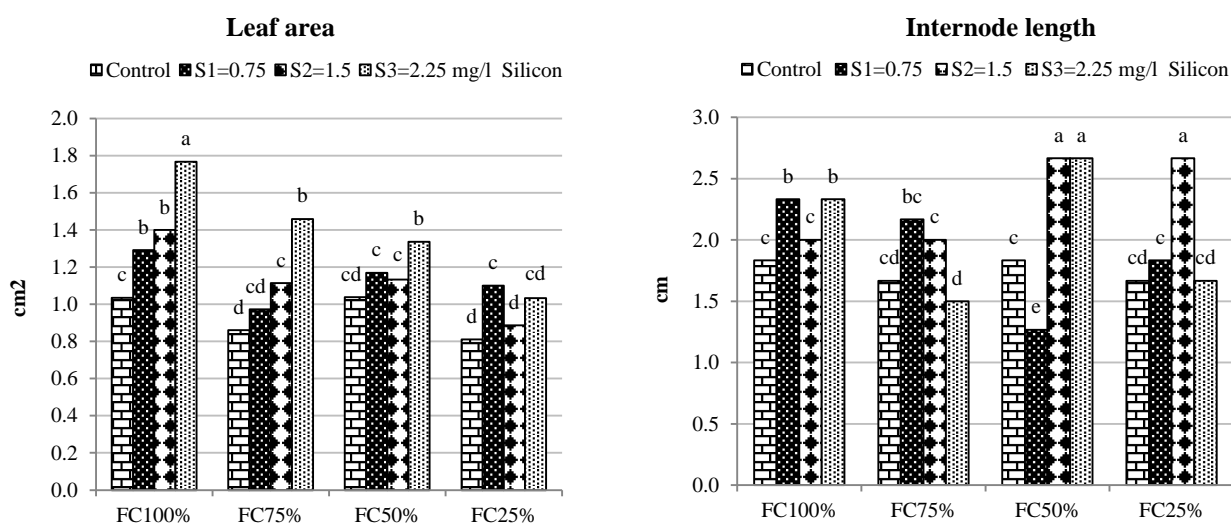 Leaf area
Control S1=0.75 S2=1.5 S3=2.25 mg/l Silicon
2.0
1.8
1.6
1.4
1.2
1.0
0.8
0.6
0.4
0.2
0.0
cm2
c b b a
d cd c b
cd c c b
d c d cd
FC100% FC75% FC50% FC25%
Internode length
Control S1=0.75 S2=1.5 S3=2.25 mg/l Silicon
3.0
2.5
2.0
1.5
1.0
0.5
0.0
cm
c b c b
cd bc c d
c e a a
cd c a cd
FC100% FC75% FC50% FC25%